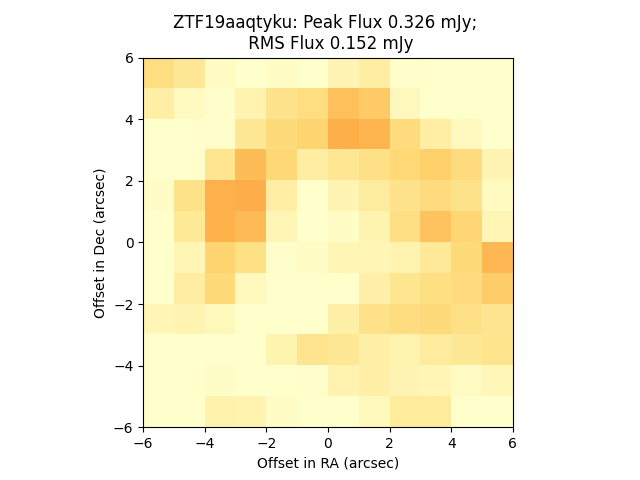 ZTF19aaqtyku: Peak Flux 0.326 mJy;
RMS Flux 0.152 mJy
6
4
2
0
−2
−4
−6
Offset in Dec (arcsec)
−6 −4 −2 0 2 4 6
Offset in RA (arcsec)